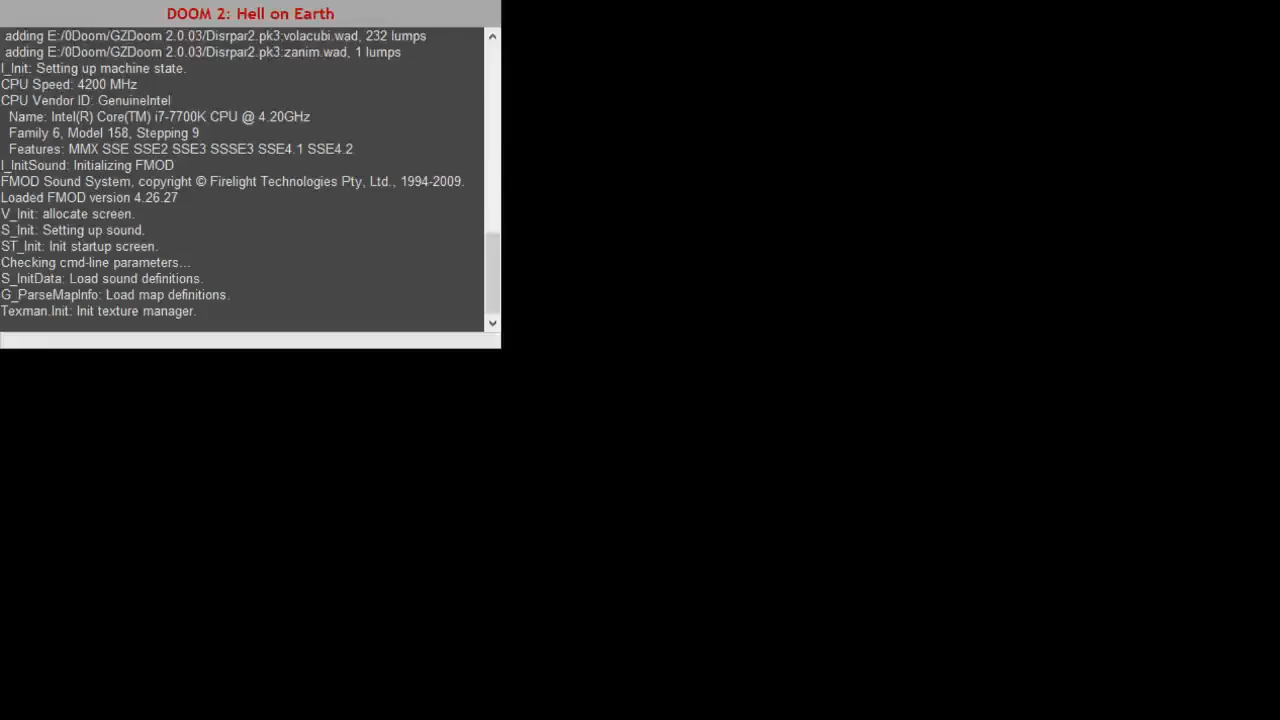 DOOM 2: Hell on Earth
adding E:/0Doom/GZDoom 2.0.03/Disrpar2.pk3:volacubi.wad, 232 lumps
adding E:/0Doom/GZDoom 2.0.03/Disrpar2.pk3:zanim.wad, 1 lumps
I_Init: Setting up machine state.
CPU Speed: 4200 MHz
CPU Vendor ID: GenuineIntel
Name: Intel(R) Core(TM) i7-7700K CPU @ 4.20GHz
Family 6, Model 158, Stepping 9
Features: MMX SSE SSE2 SSE3 SSSE3 SSE4.1 SSE4.2
I_InitSound: Initializing FMOD
FMOD Sound System, copyright © Firelight Technologies Pty, Ltd., 1994-2009.
Loaded FMOD version 4.26.27
V_Init: allocate screen.
S_Init: Setting up sound.
ST_Init: Init startup screen.
Checking cmd-line parameters...
S_InitData: Load sound definitions.
G_ParseMapInfo: Load map definitions.
Texman.Init: Init texture manager.